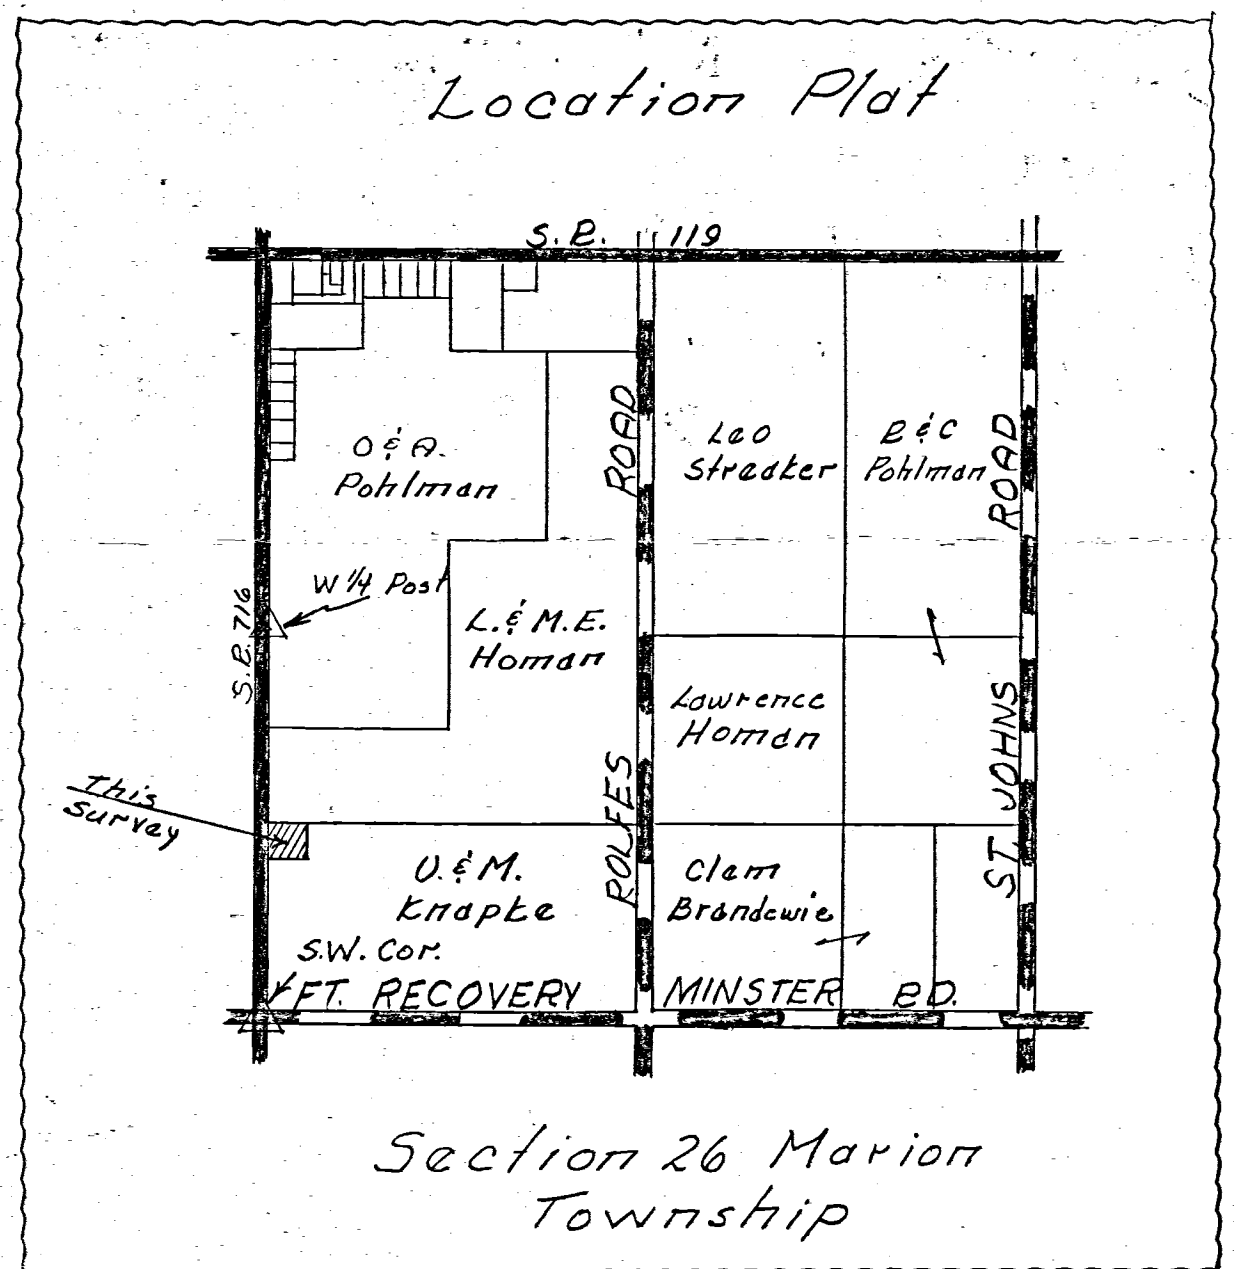 Location Plat
S.R. 119
O & A.
Pohlman
ROAD
Leo
Stredker
R & C
Pohlman
ROAD
W 1/4 Post
S.R. 716
L. & M.E.
Homan
Lawrence
Homan
This
Survey
ROLFES
ST. JOHNS
U. & M.
Knapke
Clem
Brandewie
S.W. Cor.
FT. RECOVERY MINSTER RD.
Section 26 Marion
Township